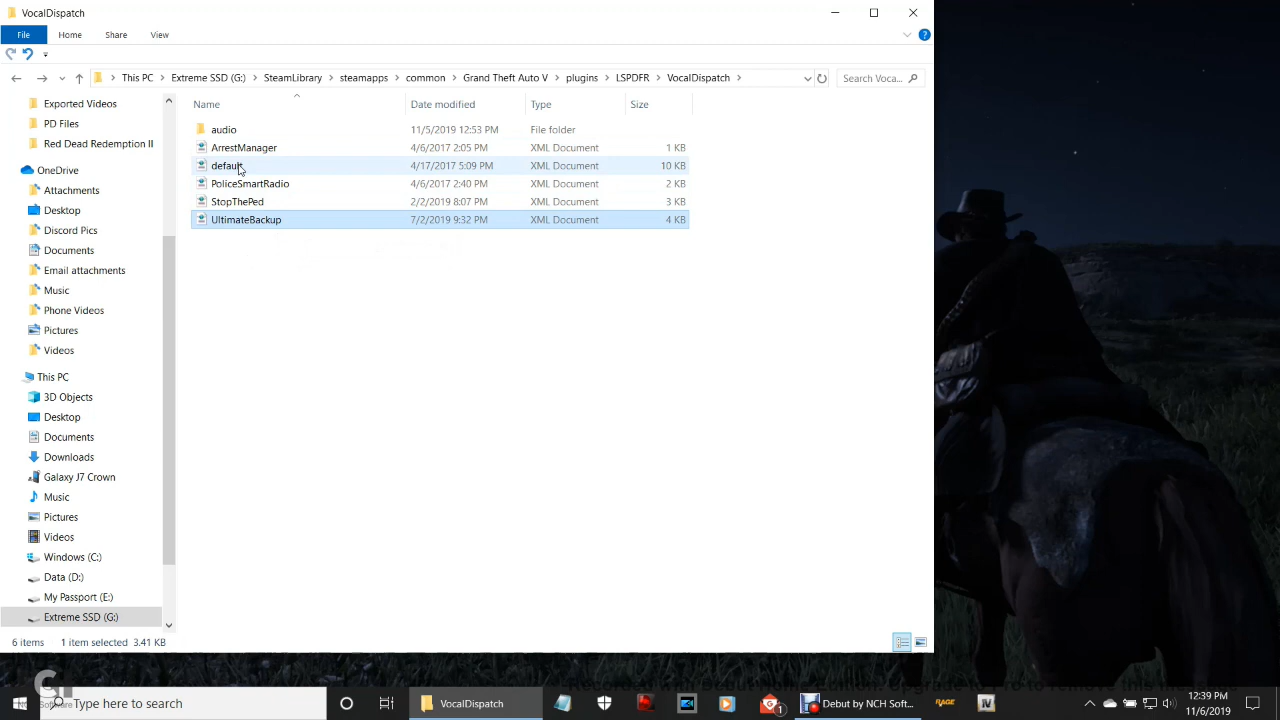 VocalDispatch
File Home Share View
This PC Extreme SSD (G:) SteamLibrary steamapps common Grand Theft Auto V plugins LSPDFR VocalDispatch Search Voca...
Name Date modified Type Size
audio 11/5/2019 12:53 PM File folder
ArrestManager 4/6/2017 2:05 PM XML Document 1 KB
default 4/17/2017 5:09 PM XML Document 10 KB
PoliceSmartRadio 4/6/2017 2:40 PM XML Document 2 KB
StopThePed 2/2/2019 8:07 PM XML Document 3 KB
UltimateBackup 7/2/2019 9:32 PM XML Document 4 KB
Exported Videos
PD Files
Red Dead Redemption II
OneDrive
Attachments
Desktop
Discord Pics
Documents
Email attachments
Music
Phone Videos
Pictures
Videos
This PC
3D Objects
Desktop
Documents
Downloads
Galaxy J7 Crown
Music
Pictures
Videos
Windows (C:)
Data (D:)
My Passport (E:)
Extreme SSD (G:)
6 items 1 item selected 3.41 KB
Type here to search
VocalDispatch
1
Debut by NCH Soft...
RAGE
IV
12:39 PM
11/6/2019